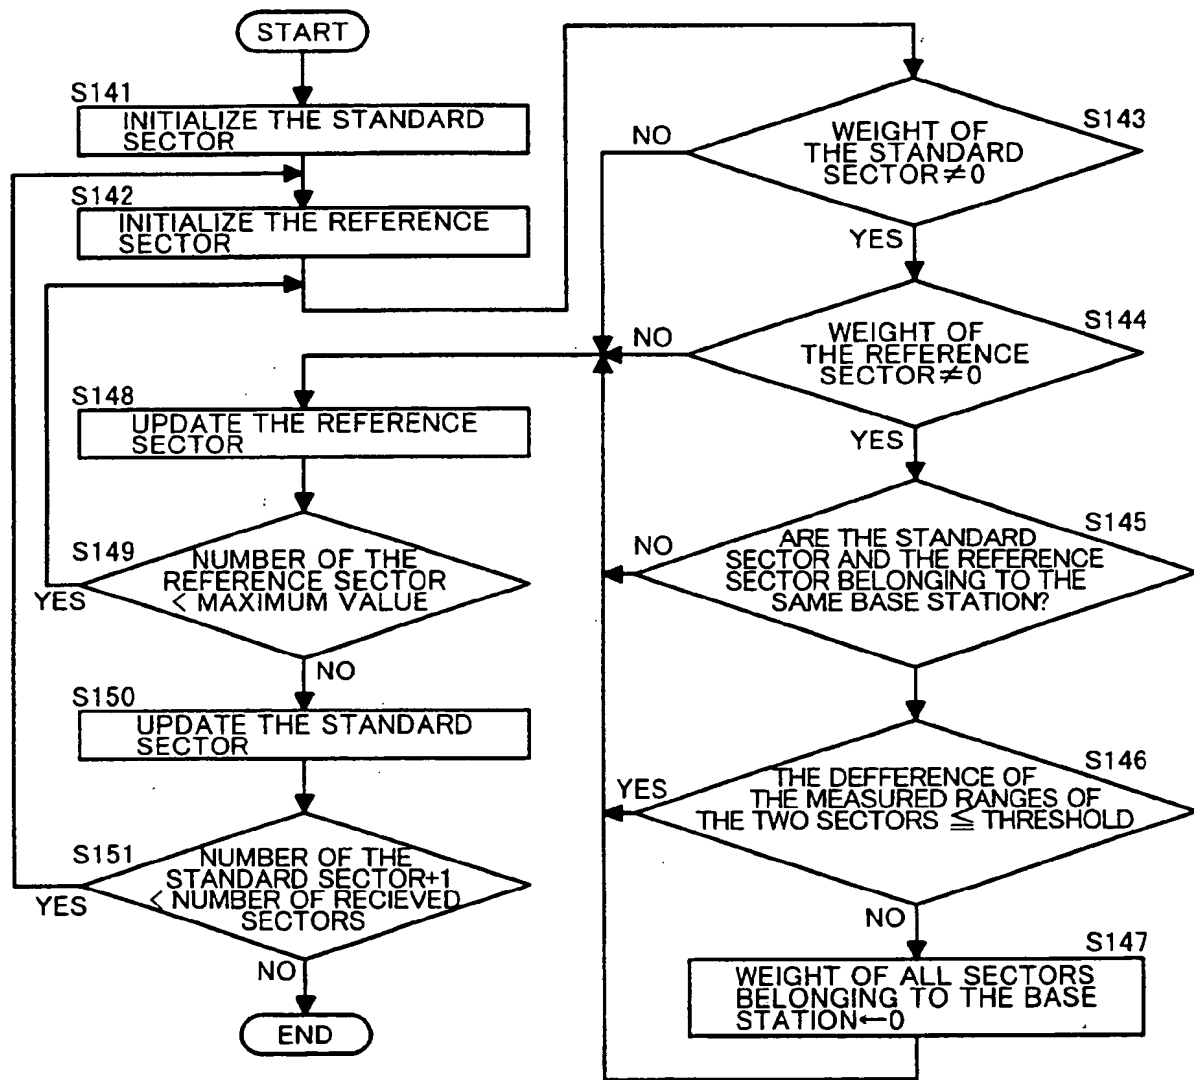 START
S141
INITIALIZE THE STANDARD
SECTOR
S142
INITIALIZE THE REFERENCE
SECTOR
S143
WEIGHT OF
THE STANDARD
SECTOR≠0
NO
YES
S144
WEIGHT OF
THE REFERENCE
SECTOR≠0
NO
YES
S145
ARE THE STANDARD
SECTOR AND THE REFERENCE
SECTOR BELONGING TO THE
SAME BASE STATION?
NO
S146
THE DEFFERENCE OF
THE MEASURED RANGES OF
THE TWO SECTORS ≦ THRESHOLD
YES
NO
S147
WEIGHT OF ALL SECTORS
BELONGING TO THE BASE
STATION←0
S148
UPDATE THE REFERENCE
SECTOR
S149
NUMBER OF THE
REFERENCE SECTOR
< MAXIMUM VALUE
YES
NO
S150
UPDATE THE STANDARD
SECTOR
S151
NUMBER OF THE
STANDARD SECTOR+1
< NUMBER OF RECIEVED
SECTORS
YES
NO
END